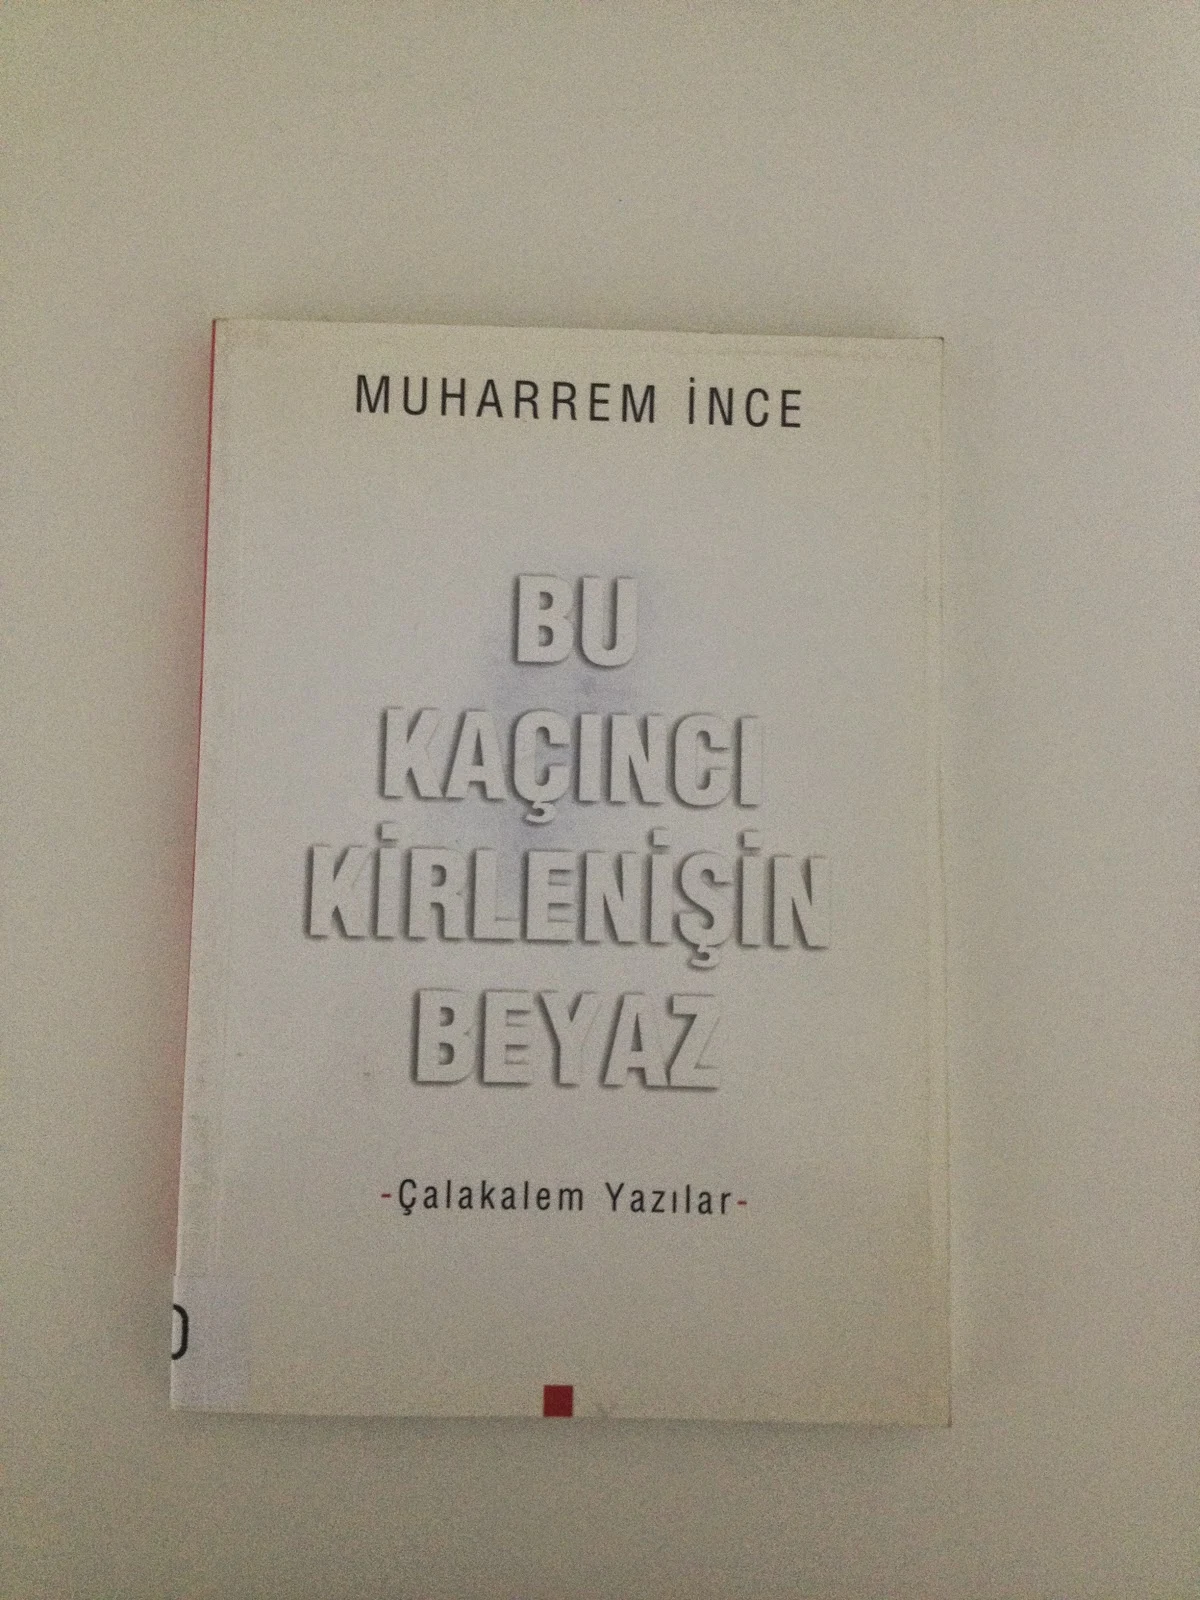 MUHARREM İNCE
BU
KAÇINCI
KİRLENİŞİN
BEYAZ
-Çalakalem Yazılar-